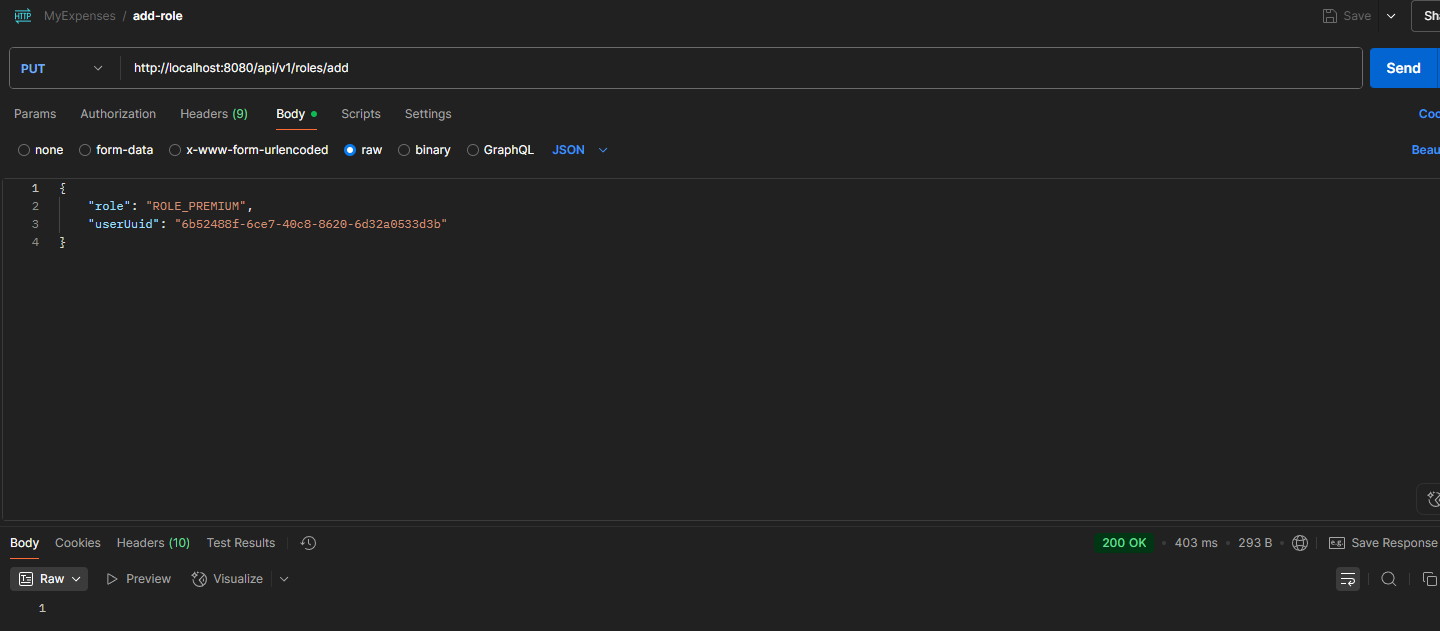 HTTP MyExpenses / add-role Save Sha
PUT http://localhost:8080/api/v1/roles/add Send
Params Authorization Headers (9) Body Scripts Settings Coo
none form-data x-www-form-urlencoded raw binary GraphQL JSON Beau
1 {
2 "role": "ROLE_PREMIUM",
3 "userUuid": "6b52488f-6ce7-40c8-8620-6d32a0533d3b"
4 }
Body Cookies Headers (10) Test Results 200 OK • 403 ms • 293 B • e.g. Save Response
Raw Preview Visualize
1